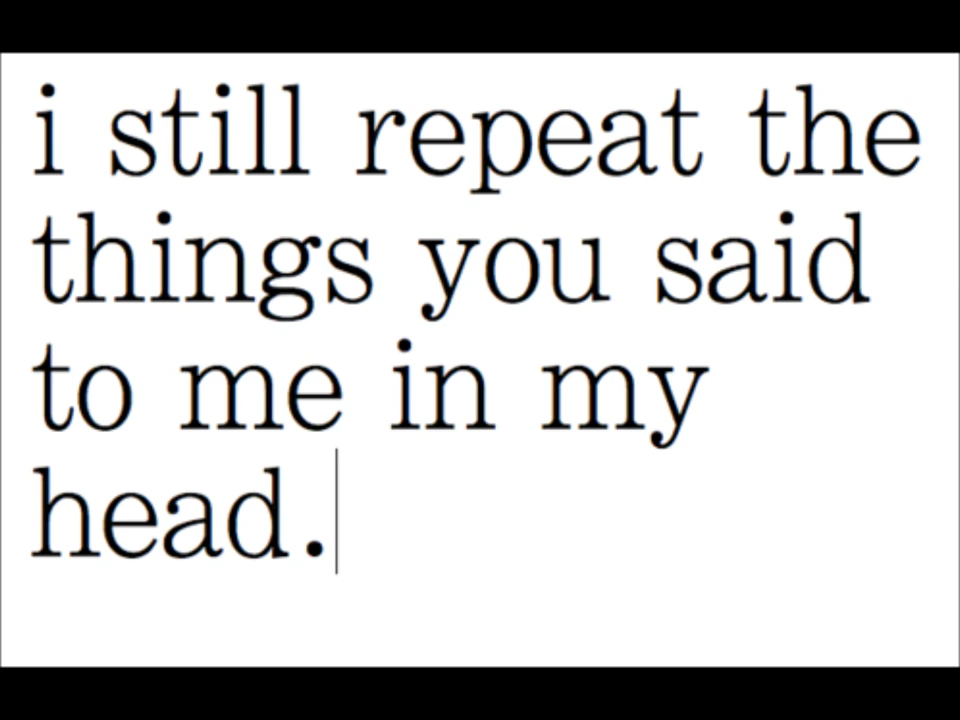 i still repeat the
things you said
to me in my
head.